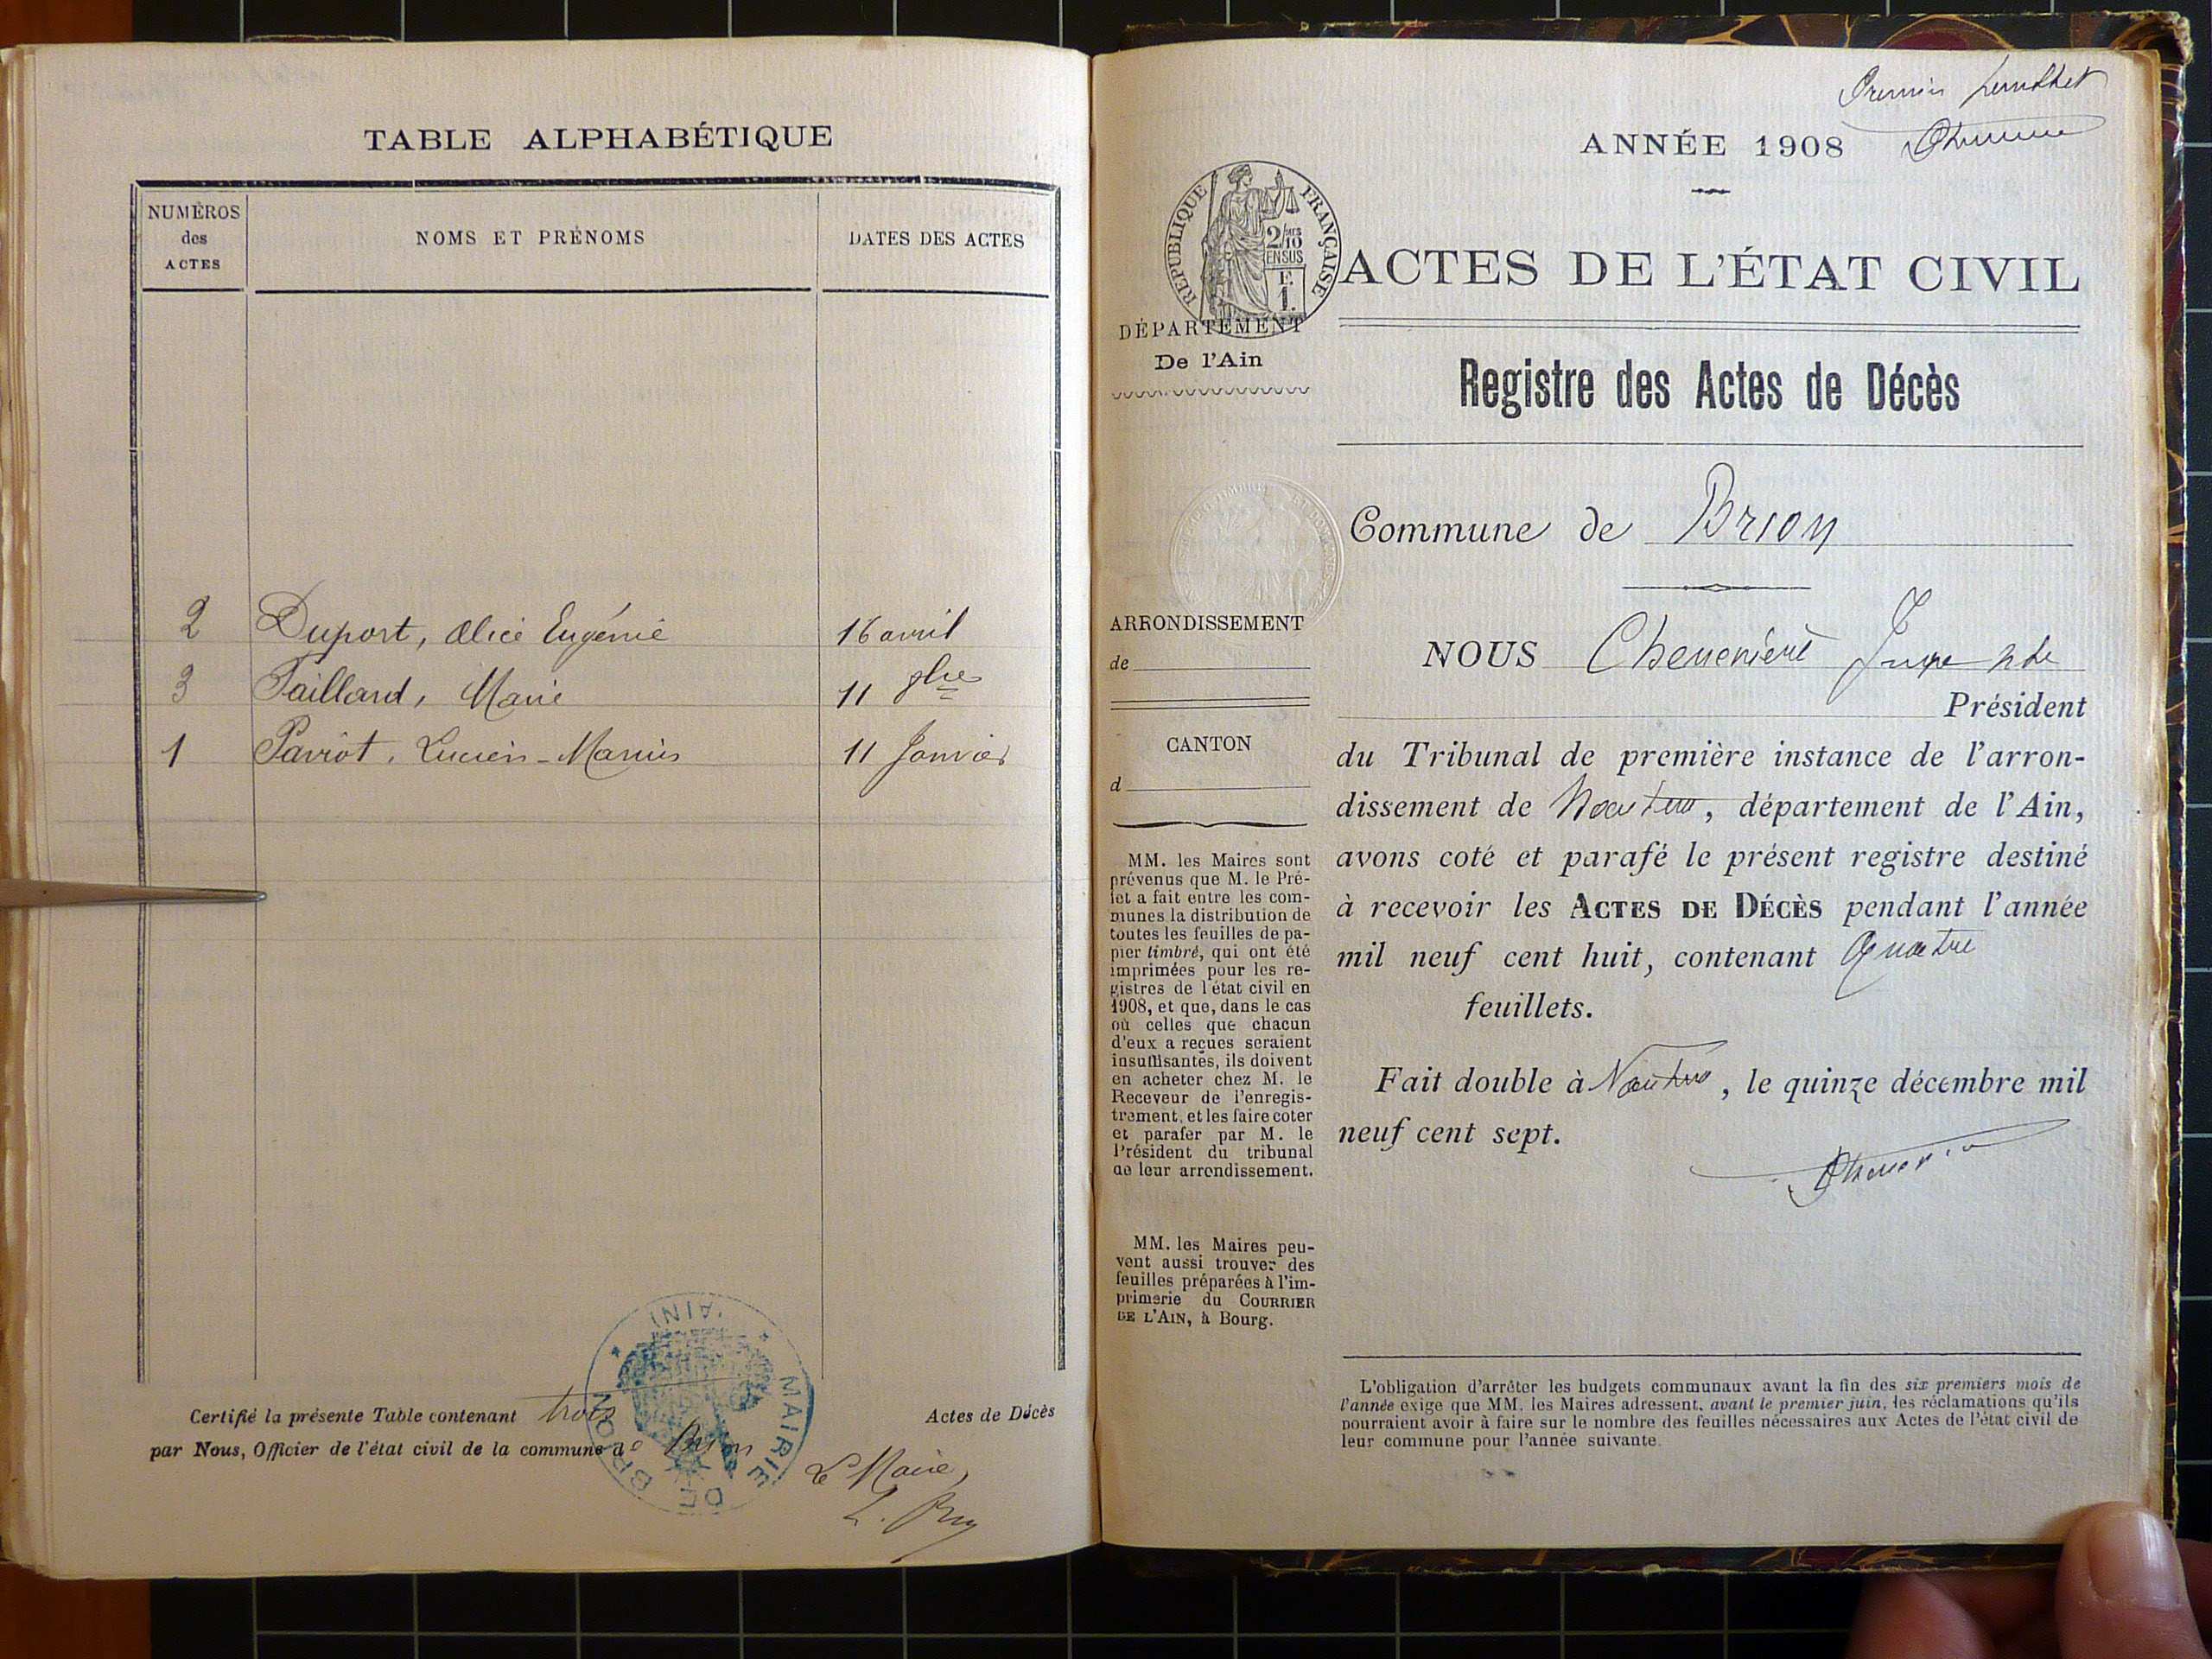 TABLE ALPHABÉTIQUE
NUMÉROS
des
ACTES
NOMS ET PRÉNOMS
DATES DES ACTES
2 Duport, Alice Eugénie 16 avril
3 Paillard, Marie 11
1 Parriot, Lucien-Marius 11 Janvier
Certifié la présente Table contenant trois Actes de Décès
par Nous, Officier de l'état civil de la commune de Brion
MAIRIE DE BRION
(AIN)
Le Maire,
Premier feuillet
ANNÉE 1908
RÉPUBLIQUE FRANÇAISE
2/10
EN SUS
F.
1.
ACTES DE L'ÉTAT CIVIL
DÉPARTEMENT
De l'Ain
Registre des Actes de Décès
Commune de Brion
ARRONDISSEMENT
de
CANTON
d
MM. les Maires sont
prévenus que M. le Pré-
fet a fait entre les com-
munes la distribution de
toutes les feuilles de pa-
pier timbré, qui ont été
imprimées pour les re-
gistres de l'état civil en
1908, et que, dans le cas
où celles que chacun
d'eux a reçues seraient
insuffisantes, ils doivent
en acheter chez M. le
Receveur de l'enregis-
trement, et les faire coter
et parafer par M. le
Président du tribunal
de leur arrondissement.
MM. les Maires peu-
vent aussi trouver des
feuilles préparées à l'im-
primerie du COURRIER
DE L'AIN, à Bourg.
NOUS Chenevière Juge
Président
du Tribunal de première instance de l'arron-
dissement de Nantua, département de l'Ain,
avons coté et parafé le présent registre destiné
à recevoir les ACTES DE DÉCÈS pendant l'année
mil neuf cent huit, contenant quatre
feuillets.
Fait double à Nantua, le quinze décembre mil
neuf cent sept.
L'obligation d'arrêter les budgets communaux avant la fin des six premiers mois de
l'année exige que MM. les Maires adressent, avant le premier juin, les réclamations qu'ils
pourraient avoir à faire sur le nombre des feuilles nécessaires aux Actes de l'état civil de
leur commune pour l'année suivante.